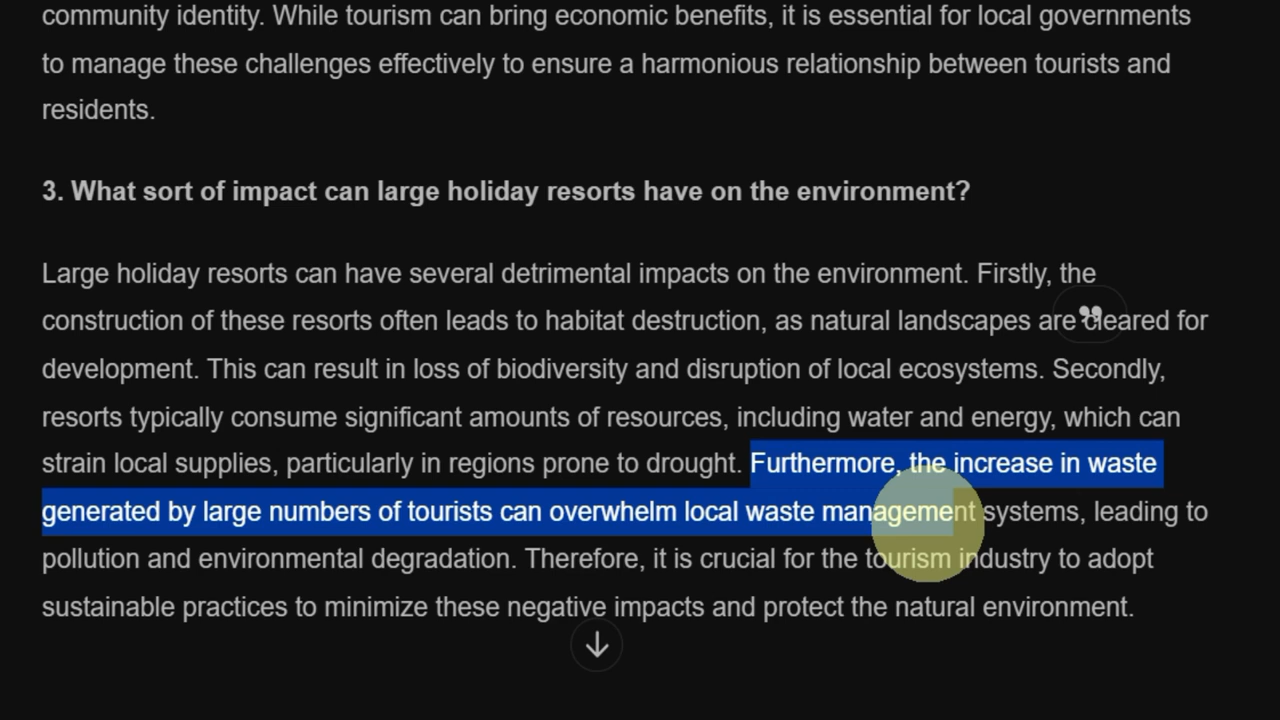 community identity. While tourism can bring economic benefits, it is essential for local governments
to manage these challenges effectively to ensure a harmonious relationship between tourists and
residents.
3. What sort of impact can large holiday resorts have on the environment?
Large holiday resorts can have several detrimental impacts on the environment. Firstly, the
construction of these resorts often leads to habitat destruction, as natural landscapes are cleared for
development. This can result in loss of biodiversity and disruption of local ecosystems. Secondly,
resorts typically consume significant amounts of resources, including water and energy, which can
strain local supplies, particularly in regions prone to drought. Furthermore, the increase in waste
generated by large numbers of tourists can overwhelm local waste management systems, leading to
pollution and environmental degradation. Therefore, it is crucial for the tourism industry to adopt
sustainable practices to minimize these negative impacts and protect the natural environment.